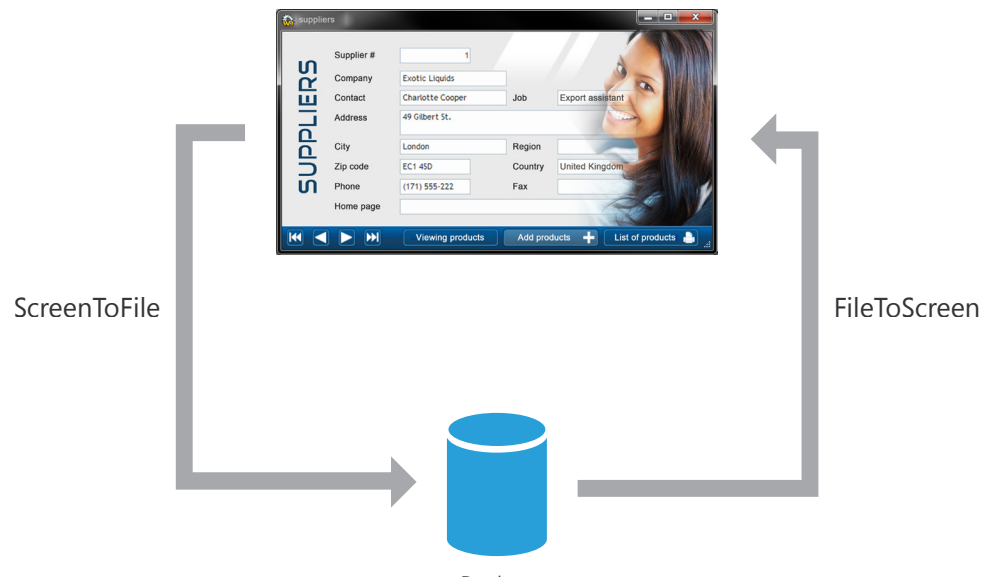 suppliers
SUPPLIERS
Supplier # 1
Company Exotic Liquids
Contact Charlotte Cooper Job Export assistant
Address 49 Gilbert St.
City London Region
Zip code EC1 4SD Country United Kingdom
Phone (171) 555-222 Fax
Home page
Viewing products Add products List of products
ScreenToFile
FileToScreen